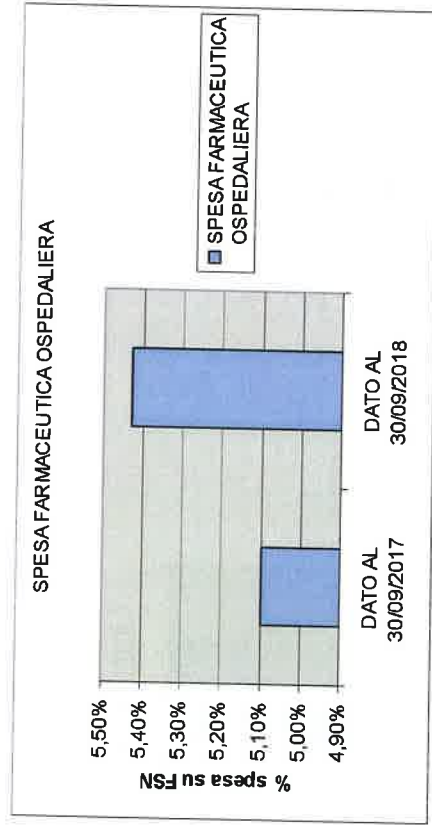 SPESA FARMACEUTICA OSPEDALIERA
% spesa su FSN
5,50%
5,40%
5,30%
5,20%
5,10%
5,00%
4,90%
DATO AL
30/09/2017
DATO AL
30/09/2018
SPESA FARMACEUTICA
OSPEDALIERA